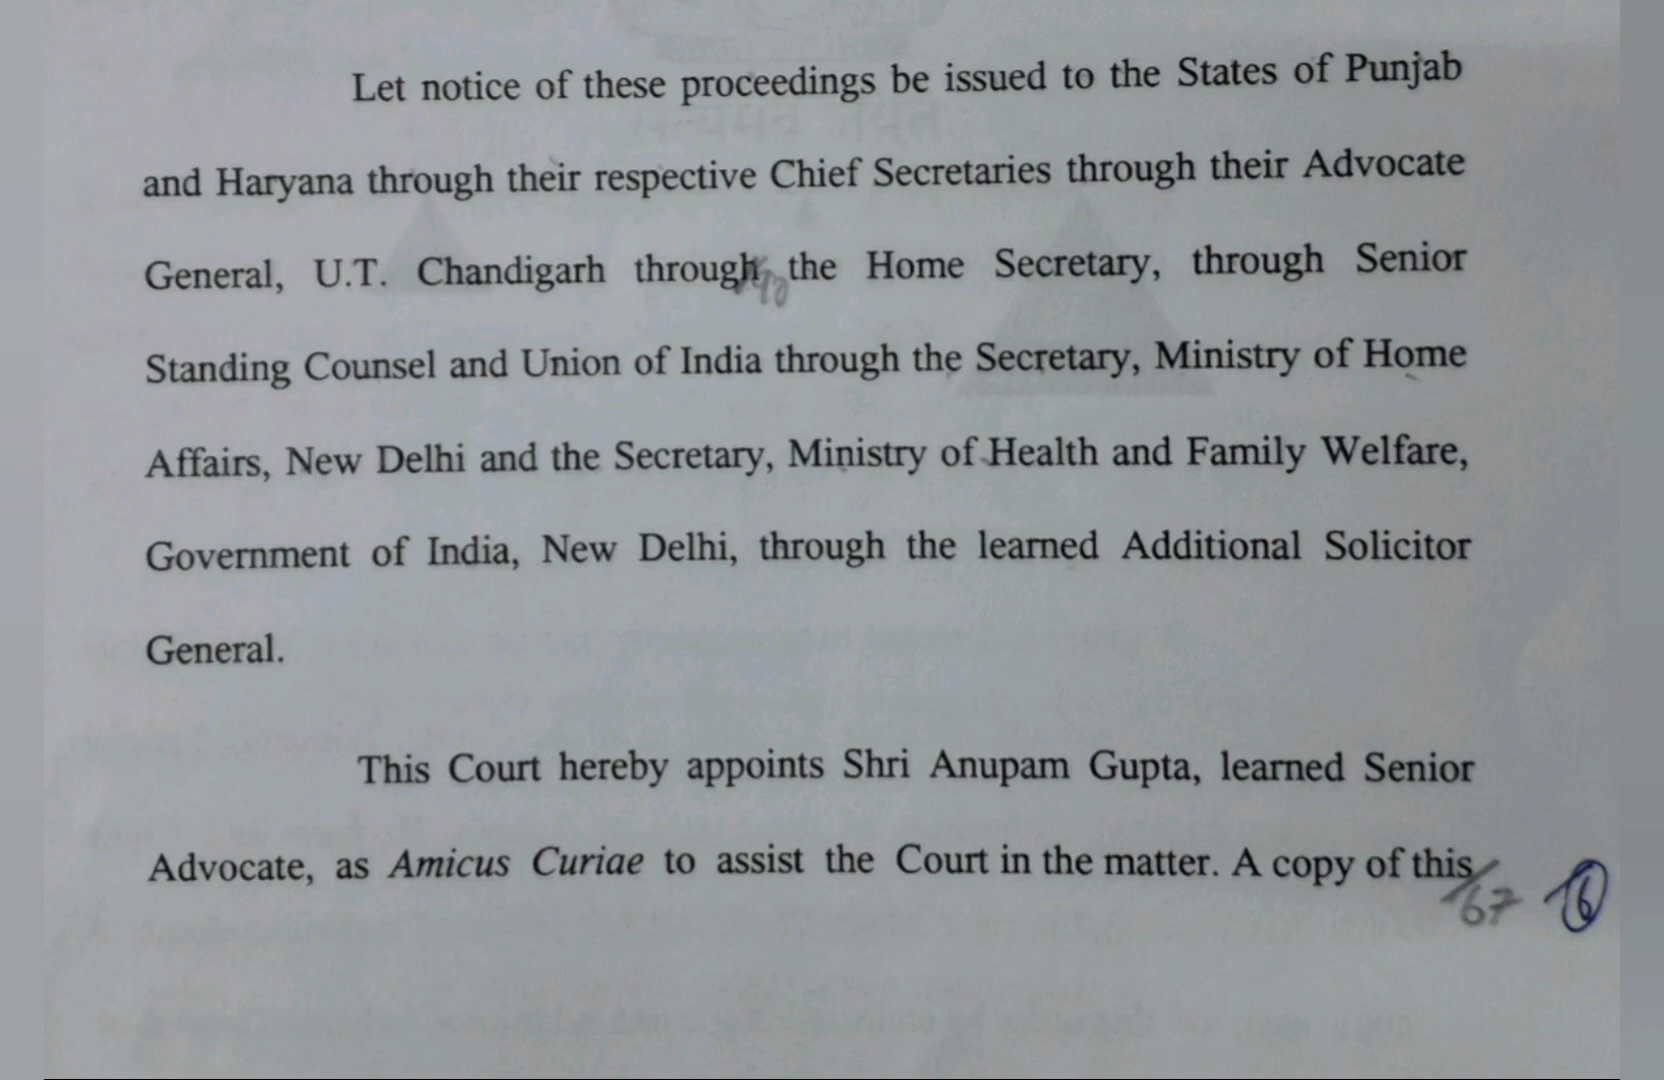 Let notice of these proceedings be issued to the States of Punjab
and Haryana through their respective Chief Secretaries through their Advocate
General, U.T. Chandigarh through the Home Secretary, through Senior
Standing Counsel and Union of India through the Secretary, Ministry of Home
Affairs, New Delhi and the Secretary, Ministry of Health and Family Welfare,
Government of India, New Delhi, through the learned Additional Solicitor
General.
This Court hereby appoints Shri Anupam Gupta, learned Senior
Advocate, as Amicus Curiae to assist the Court in the matter. A copy of this
67